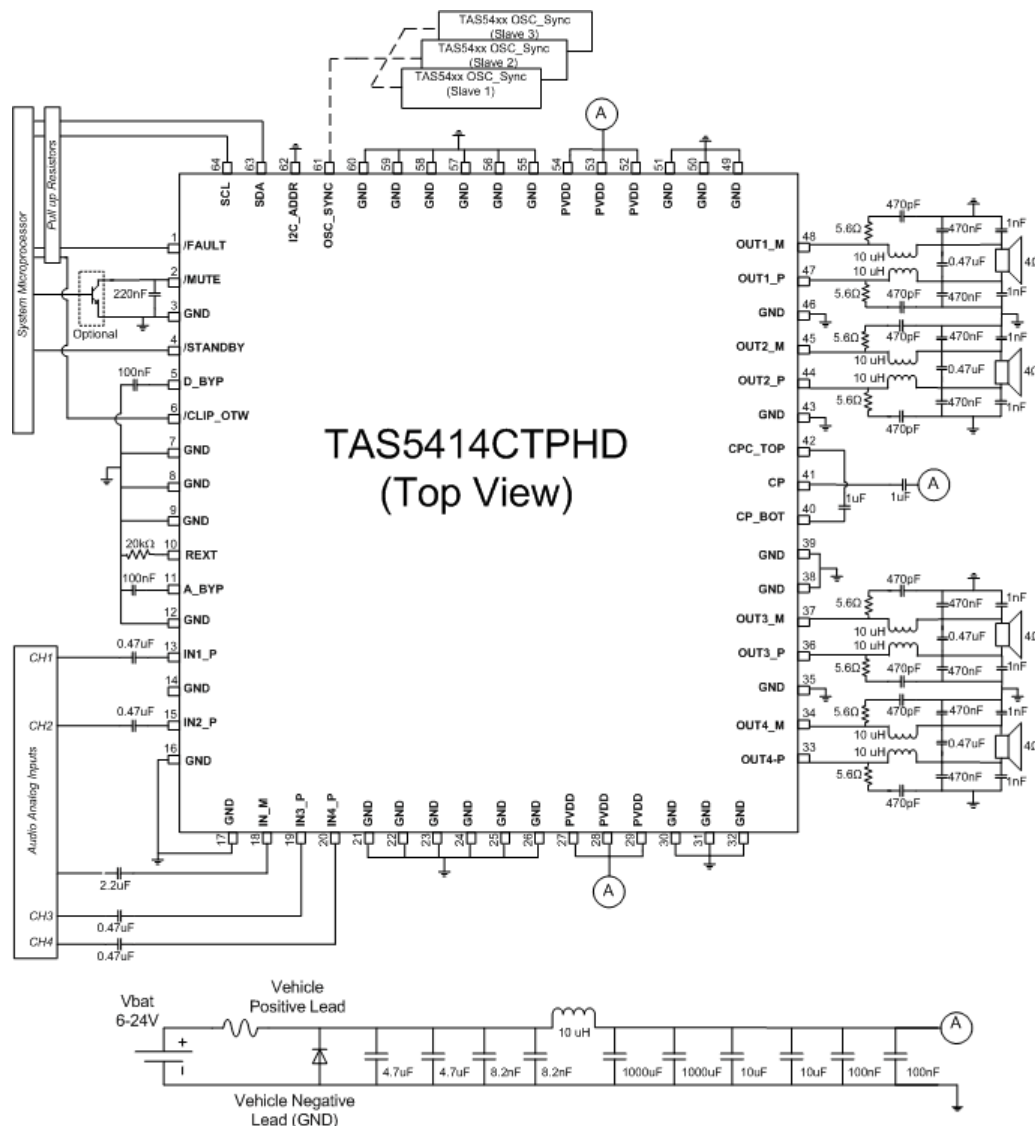 TAS54xx OSC_Sync
(Slave 3)
TAS54xx OSC_Sync
(Slave 2)
TAS54xx OSC_Sync
(Slave 1)
A
System Microprocessor
Pull up Resistors
64 63 62 61 60 59 58 57 56 55 54 53 52 51 50 49
SCL SDA I2C_ADDR OSC_SYNC GND GND GND GND GND GND PVDD PVDD PVDD GND GND GND
1 /FAULT
2 /MUTE
220nF
3 GND
Optional
4 /STANDBY
100nF
5 D_BYP
6 /CLIP_OTW
7 GND
8 GND
9 GND
20kΩ
10 REXT
100nF
11 A_BYP
12 GND
0.47uF
CH1
13 IN1_P
14 GND
0.47uF
CH2
15 IN2_P
16 GND
Audio Analog Inputs
2.2uF
CH3
0.47uF
CH4
0.47uF
TAS5414CTPHD
(Top View)
470pF
5.6Ω 470nF 1nF
OUT1_M 48
10 uH 0.47uF 4Ω
OUT1_P 47
10 uH
5.6Ω 470pF 470nF 1nF
GND 46
470pF
5.6Ω 470nF 1nF
OUT2_M 45
10 uH 0.47uF 4Ω
OUT2_P 44
10 uH
5.6Ω 470nF 1nF
470pF
GND 43
CPC_TOP 42
CP 41
1uF 1uF A
CP_BOT 40
GND 39
GND 38
470pF
5.6Ω 470nF 1nF
OUT3_M 37
10 uH 0.47uF 4Ω
OUT3_P 36
10 uH
5.6Ω 470pF 470nF 1nF
GND 35
470pF
5.6Ω 470nF 1nF
OUT4_M 34
10 uH 0.47uF 4Ω
OUT4-P 33
10 uH
5.6Ω 470nF 1nF
470pF
GND IN_M IN3_P IN4_P GND GND GND GND GND GND PVDD PVDD PVDD GND GND GND
17 18 19 20 21 22 23 24 25 26 27 28 29 30 31 32
A
Vbat
6-24V
+
–
Vehicle
Positive Lead
Vehicle Negative
Lead (GND)
4.7uF 4.7uF 8.2nF 8.2nF
10 uH
1000uF 1000uF 10uF 10uF 100nF 100nF
A